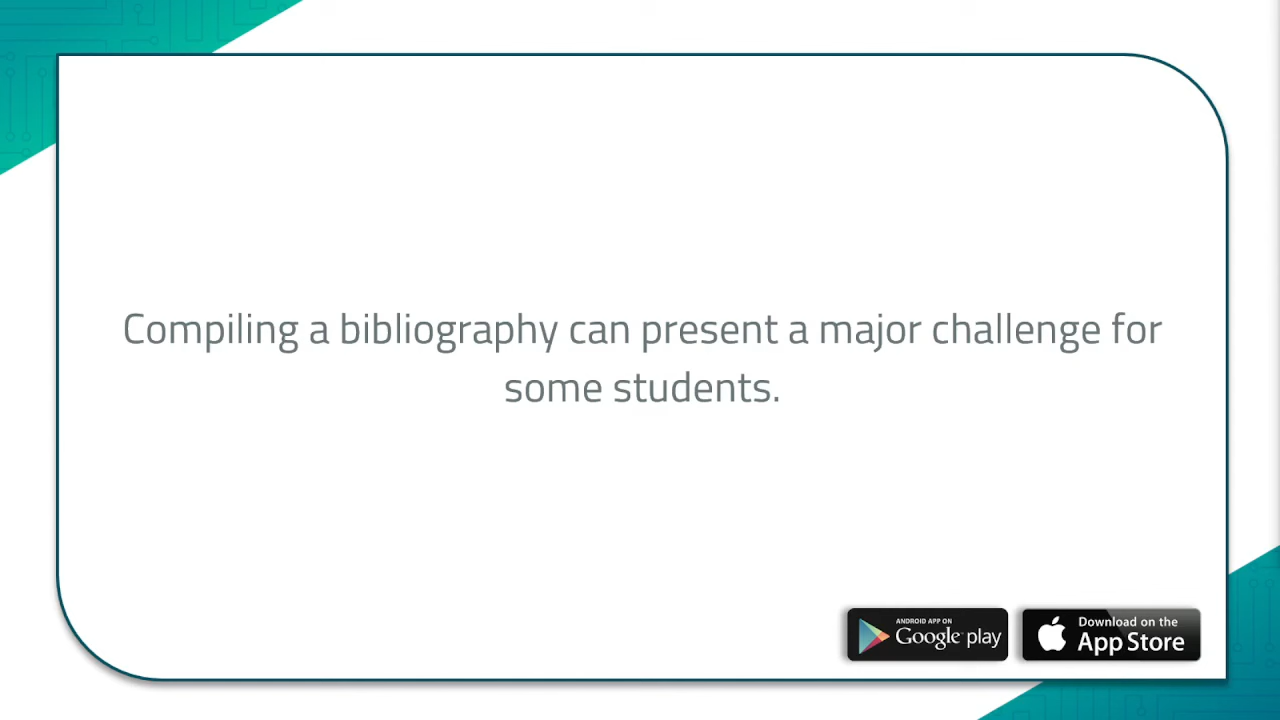 Compiling a bibliography can present a major challenge for
some students.
ANDROID APP ON
Google play
Download on the
App Store